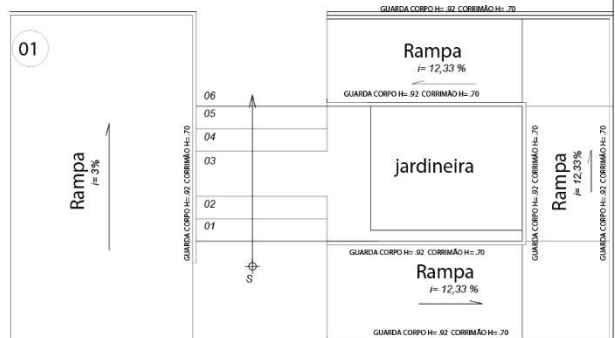 GUARDA CORPO H= .92 CORRIMÃO H= .70
01
Rampa
i= 12,33 %
GUARDA CORPO H= .92 CORRIMÃO H= .70
06
05
04
03
02
01
S
Rampa
i= 3%
GUARDA CORPO H= .92 CORRIMÃO H= .70
jardineira
GUARDA CORPO H= .92 CORRIMÃO H= .70
Rampa
i= 12,33%
GUARDA CORPO H= .92 CORRIMÃO H= .70
GUARDA CORPO H= .92 CORRIMÃO H= .70
Rampa
i= 12,33 %
GUARDA CORPO H= .92 CORRIMÃO H= .70